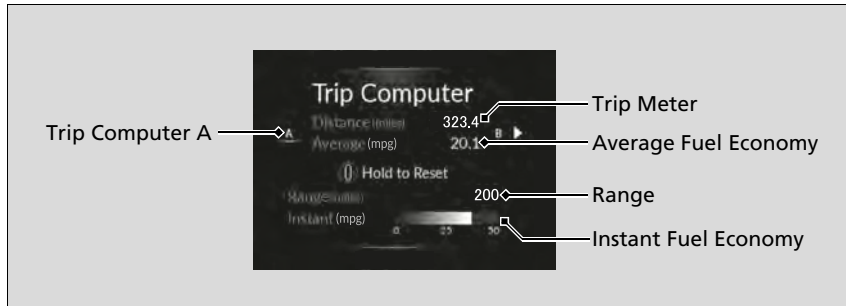 Trip Computer
Trip Meter
Distance (miles) 323.4
Trip Computer A
A
B
Average (mpg) 20.1
Average Fuel Economy
Hold to Reset
Range (miles) 200
Range
Instant (mpg)
0 25 50
Instant Fuel Economy